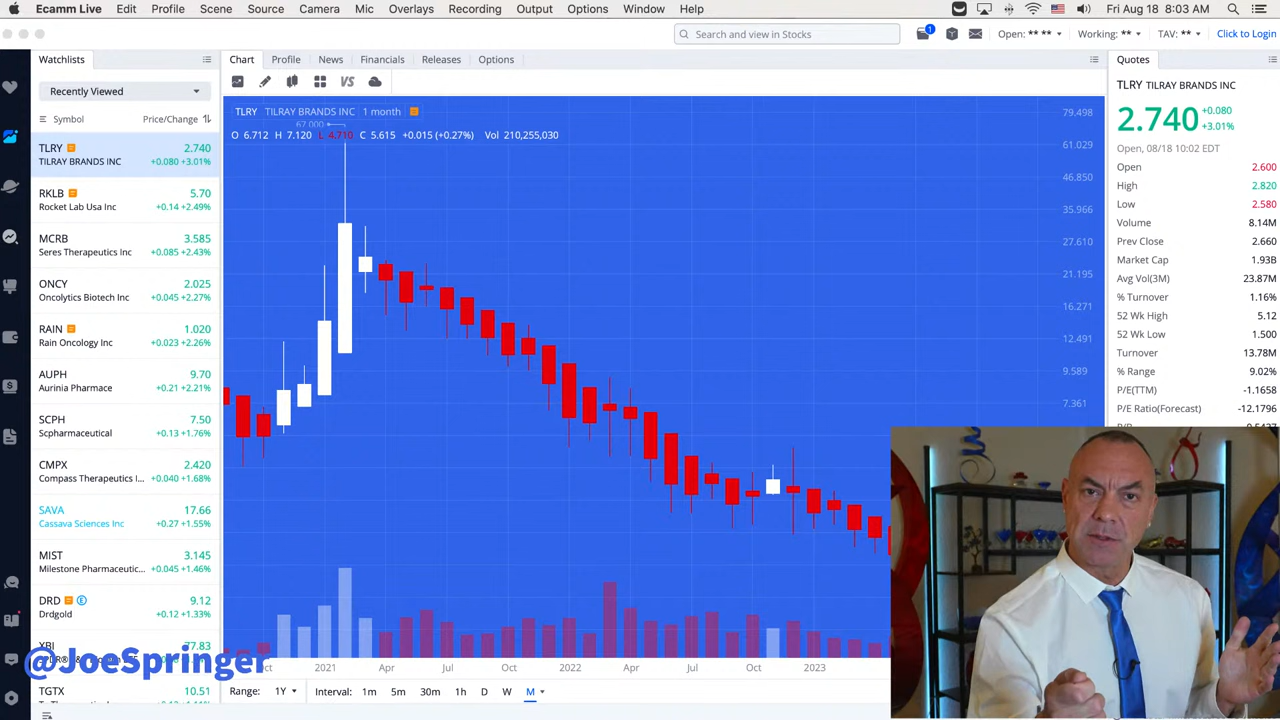 Ecamm Live Edit Profile Scene Source Camera Mic Overlays Recording Output Options Window Help Fri Aug 18 8:03 AM
Search and view in Stocks 1 Open: ** ** Working: ** TAV: ** Click to Login
Watchlists
Recently Viewed
Symbol Price/Change
TLRY 2.740
TILRAY BRANDS INC +0.080 +3.01%
RKLB 5.70
Rocket Lab Usa Inc +0.14 +2.49%
MCRB 3.585
Seres Therapeutics Inc +0.085 +2.43%
ONCY 2.025
Oncolytics Biotech Inc +0.045 +2.27%
RAIN 1.020
Rain Oncology Inc +0.023 +2.26%
AUPH 9.70
Aurinia Pharmace +0.21 +2.21%
SCPH 7.50
Scpharmaceutical +0.13 +1.76%
CMPX 2.420
Compass Therapeutics I... +0.040 +1.68%
SAVA 17.66
Cassava Sciences Inc +0.27 +1.55%
MIST 3.145
Milestone Pharmaceutic... +0.045 +1.46%
DRD E 9.12
Drdgold +0.12 +1.33%
XBI 77.83
@JoeSpringer
TGTX 10.51
Chart Profile News Financials Releases Options
VS
TLRY TILRAY BRANDS INC 1 month
67.000
O 6.712 H 7.120 L 4.710 C 5.615 +0.015 (+0.27%) Vol 210,255,030
79.498
61.029
46.850
35.966
27.610
21.195
16.271
12.491
9.589
7.361
2021 Apr Jul Oct 2022 Apr Jul Oct 2023
Range: 1Y Interval: 1m 5m 30m 1h D W M
Quotes
TLRY TILRAY BRANDS INC
2.740 +0.080
+3.01%
Open, 08/18 10:02 EDT
Open 2.600
High 2.820
Low 2.580
Volume 8.14M
Prev Close 2.660
Market Cap 1.93B
Avg Vol(3M) 23.87M
% Turnover 1.16%
52 Wk High 5.12
52 Wk Low 1.500
Turnover 13.78M
% Range 9.02%
P/E(TTM) -1.1658
P/E Ratio(Forecast) -12.1796